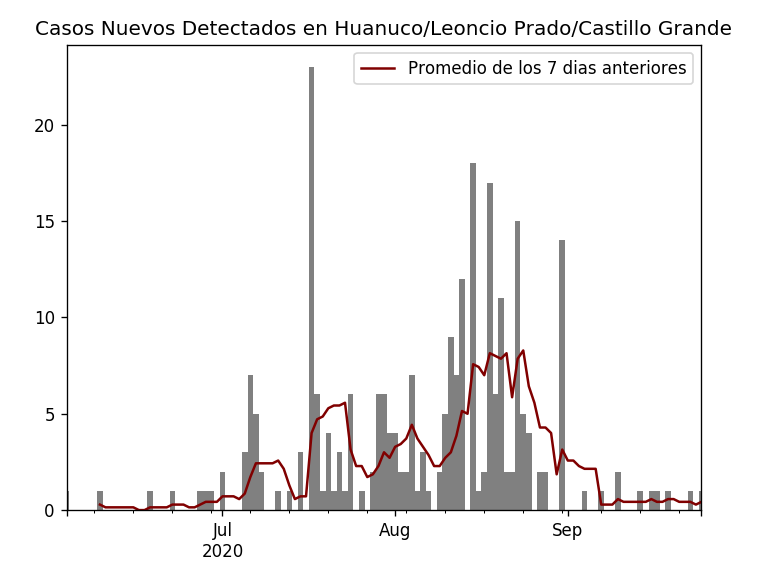 Casos Nuevos Detectados en Huanuco/Leoncio Prado/Castillo Grande
Promedio de los 7 dias anteriores
20
15
10
5
0
Jul
2020
Aug
Sep